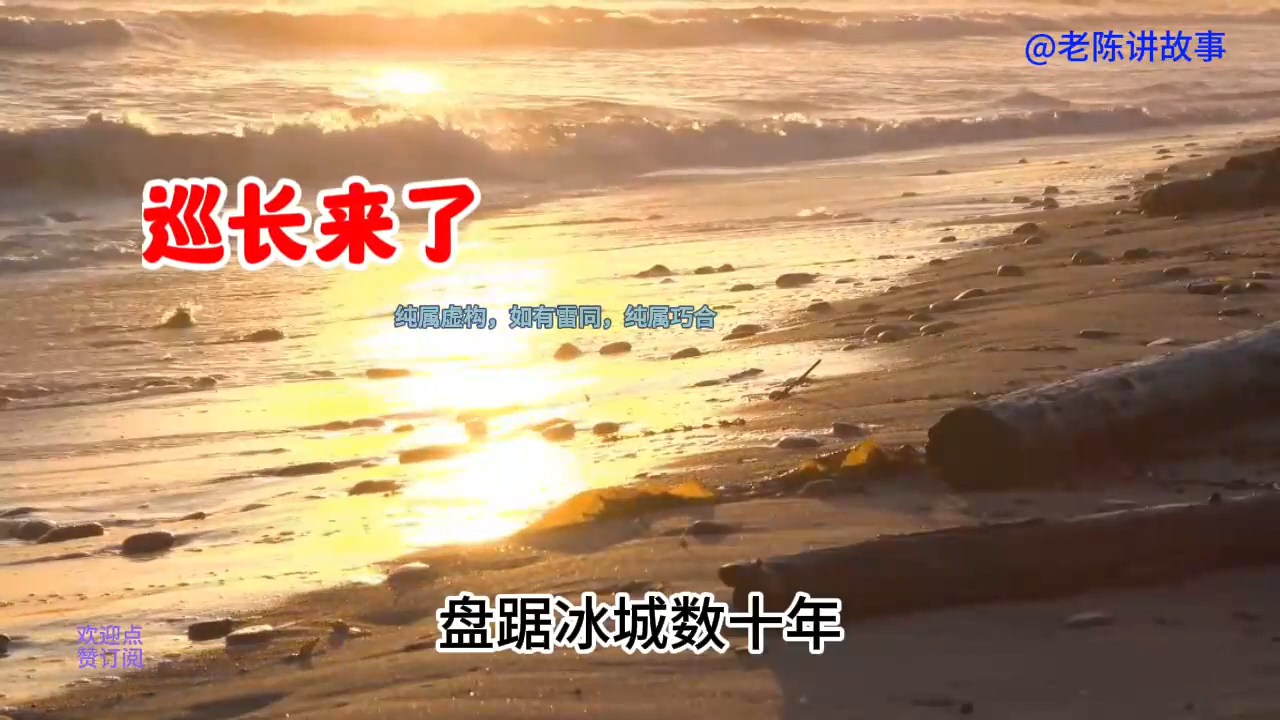 @老陈讲故事
巡长来了
纯属虚构，如有雷同，纯属巧合
盘踞冰城数十年
欢迎点
赞订阅